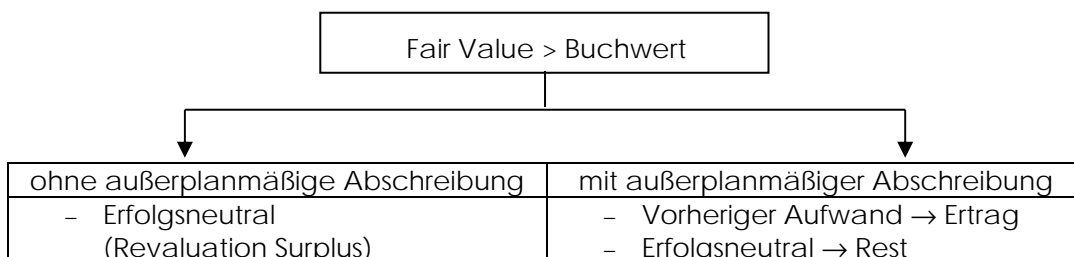 Fair Value > Buchwert
ohne außerplanmäßige Abschreibung
mit außerplanmäßiger Abschreibung
– Erfolgsneutral
(Revaluation Surplus)
– Vorheriger Aufwand → Ertrag
– Erfolgsneutral → Rest